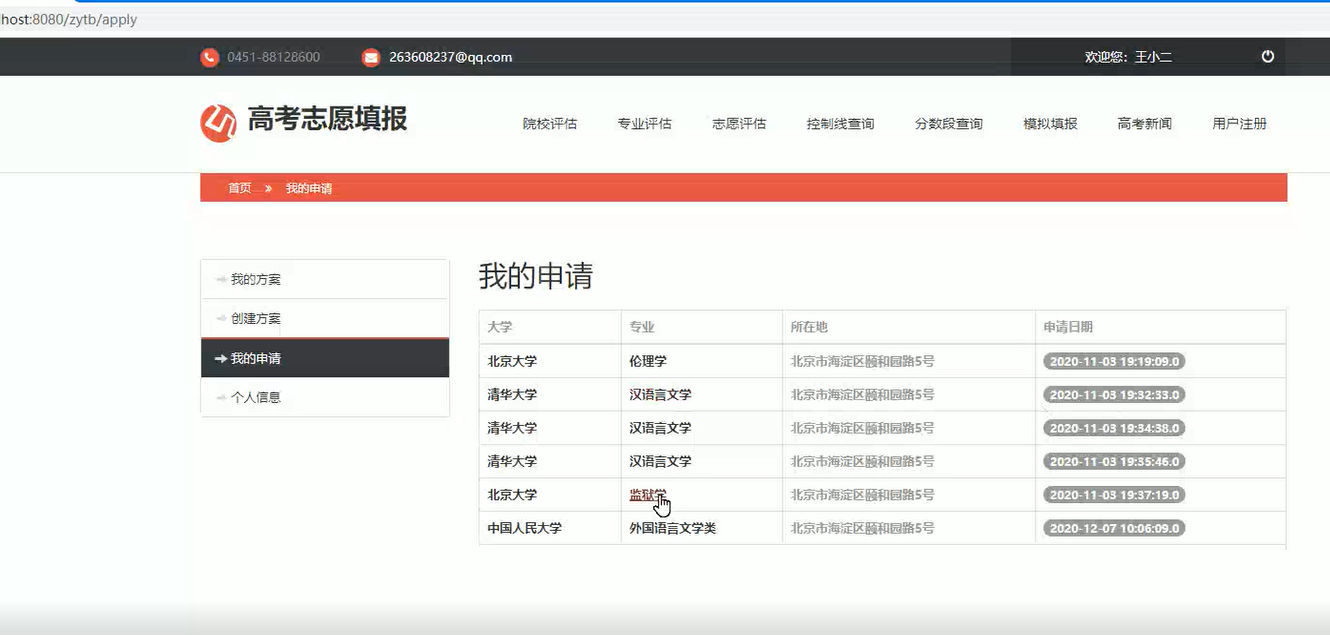 host:8080/zytb/apply
0451-88128600 263608237@qq.com 欢迎您：王小二
高考志愿填报 院校评估 专业评估 志愿评估 控制线查询 分数段查询 模拟填报 高考新闻 用户注册
首页 » 我的申请
我的方案
创建方案
我的申请
个人信息
我的申请
大学 专业 所在地 申请日期
北京大学 伦理学 北京市海淀区颐和园路5号 2020-11-03 19:19:09.0
清华大学 汉语言文学 北京市海淀区颐和园路5号 2020-11-03 19:32:33.0
清华大学 汉语言文学 北京市海淀区颐和园路5号 2020-11-03 19:34:38.0
清华大学 汉语言文学 北京市海淀区颐和园路5号 2020-11-03 19:35:46.0
北京大学 监狱学 北京市海淀区颐和园路5号 2020-11-03 19:37:19.0
中国人民大学 外国语言文学类 北京市海淀区颐和园路5号 2020-12-07 10:06:09.0